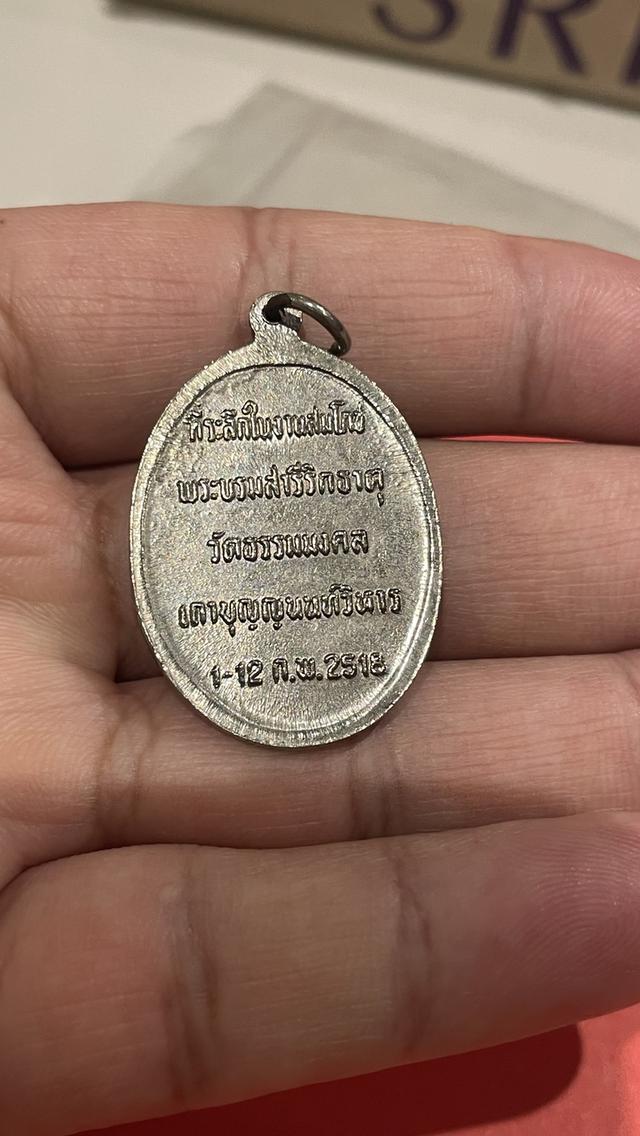 SRI
ที่ระลึกในงานสมโภช
พระบรมสารีริกธาตุ
วัดธรรมมงคล
เถาบุญญนนท์วิหาร
1-12 ก.พ. 2518